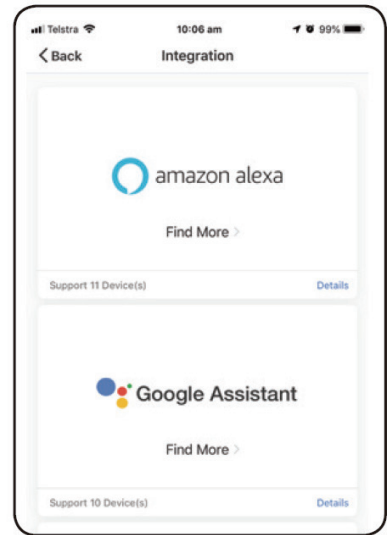 Telstra 10:06 am 99%
Back Integration
amazon alexa
Find More
Support 11 Device(s) Details
Google Assistant
Find More
Support 10 Device(s) Details